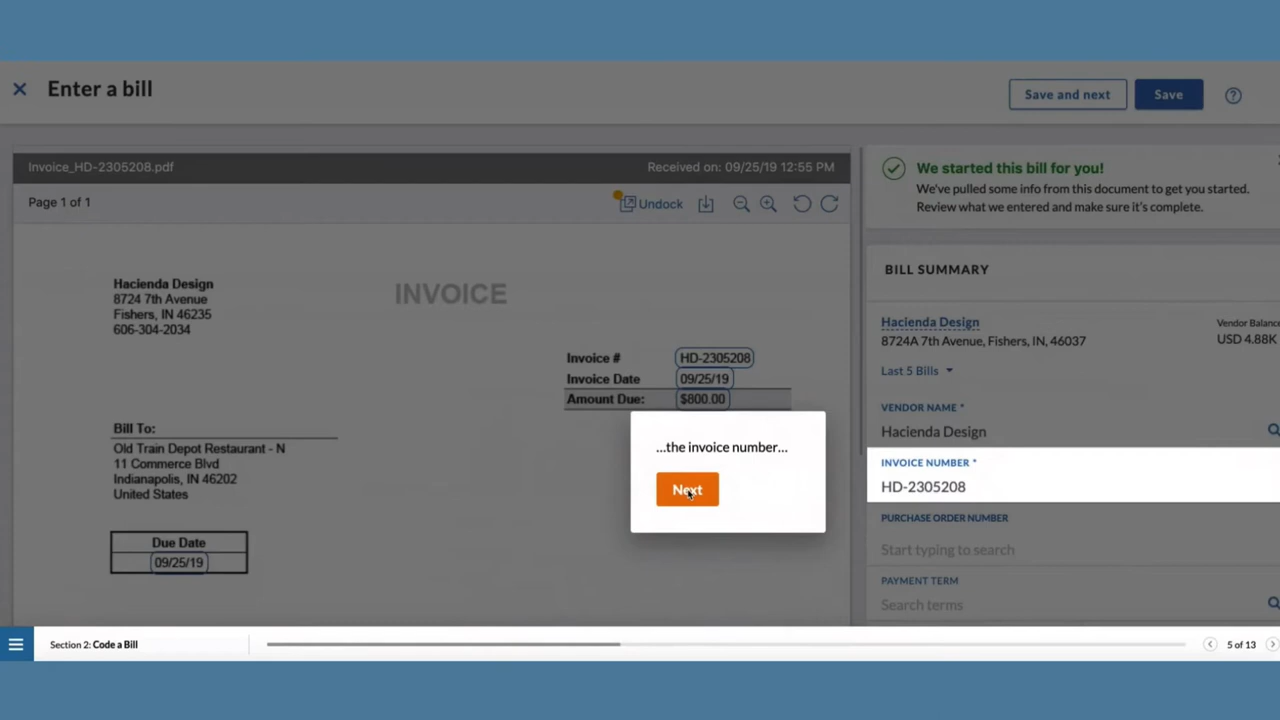 Enter a bill
Save and next
Save
Invoice_HD-2305208.pdf
Received on: 09/25/19 12:55 PM
Page 1 of 1
Undock
Hacienda Design
8724 7th Avenue
Fishers, IN 46235
606-304-2034
INVOICE
Invoice # HD-2305208
Invoice Date 09/25/19
Amount Due: $800.00
Bill To:
Old Train Depot Restaurant - N
11 Commerce Blvd
Indianapolis, IN 46202
United States
Due Date
09/25/19
...the invoice number...
Next
We started this bill for you!
We've pulled some info from this document to get you started.
Review what we entered and make sure it's complete.
BILL SUMMARY
Hacienda Design
8724A 7th Avenue, Fishers, IN, 46037
Vendor Balance
USD 4.88K
Last 5 Bills
VENDOR NAME *
Hacienda Design
INVOICE NUMBER *
HD-2305208
PURCHASE ORDER NUMBER
Start typing to search
PAYMENT TERM
Search terms
Section 2: Code a Bill
5 of 13